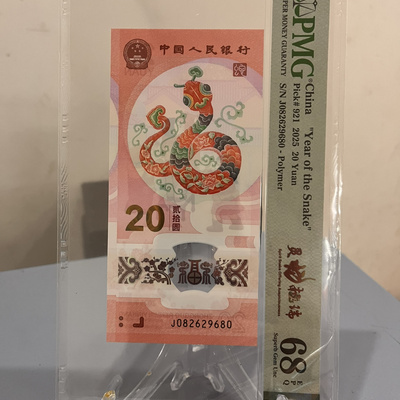 中国人民银行
20
贰拾圆
福
J082629680
PMG
China "Year of the Snake"
Pick# 921 2025 20 Yuan
S/N J082629680 - Polymer
68 EPQ
Superb Gem Unc